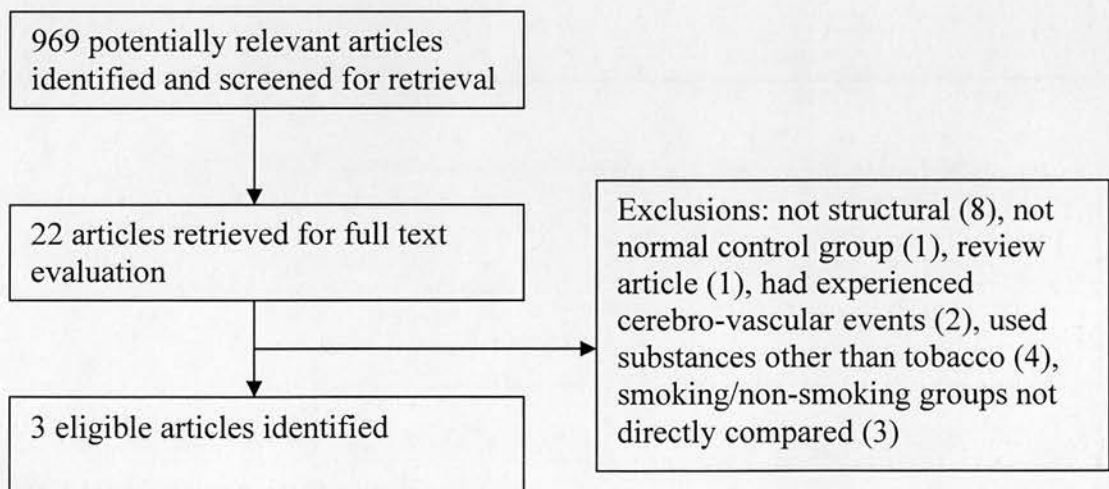 969 potentially relevant articles
identified and screened for retrieval
22 articles retrieved for full text
evaluation
Exclusions: not structural (8), not
normal control group (1), review
article (1), had experienced
cerebro-vascular events (2), used
substances other than tobacco (4),
smoking/non-smoking groups not
directly compared (3)
3 eligible articles identified